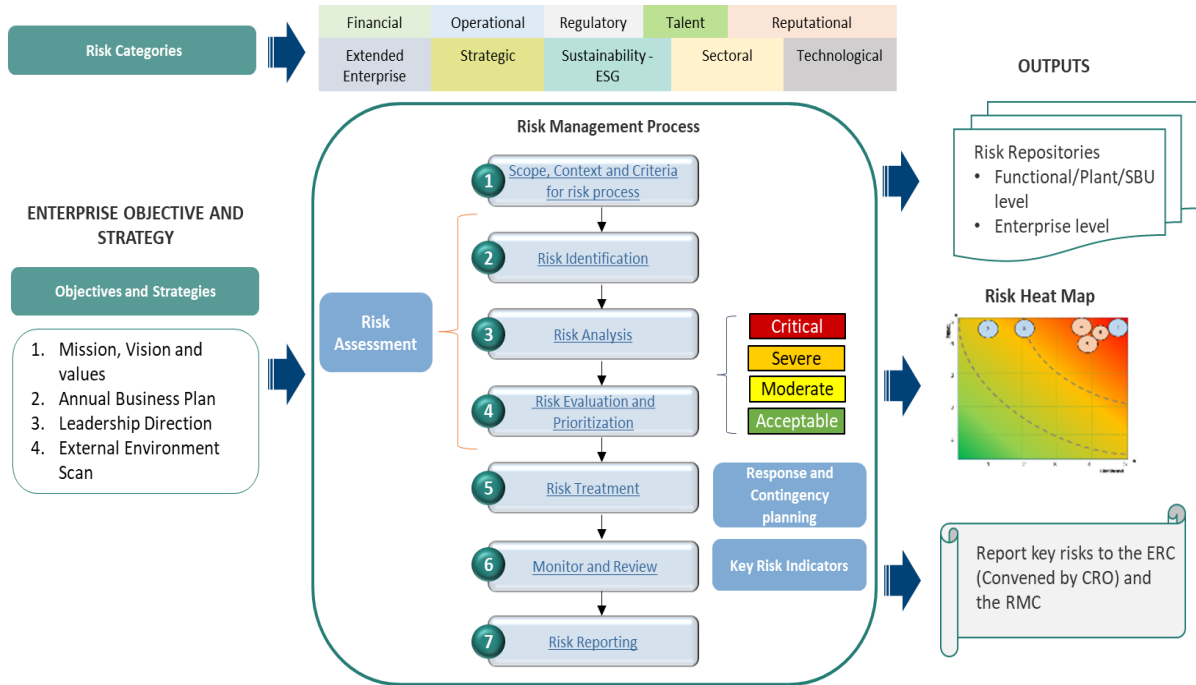 Risk Categories
Financial
Operational
Regulatory
Talent
Reputational
Extended
Enterprise
Strategic
Sustainability -
ESG
Sectoral
Technological
ENTERPRISE OBJECTIVE AND
STRATEGY
Objectives and Strategies
1. Mission, Vision and
values
2. Annual Business Plan
3. Leadership Direction
4. External Environment
Scan
Risk Management Process
1
Scope, Context and Criteria
for risk process
2
Risk Identification
Risk
Assessment
3
Risk Analysis
4
Risk Evaluation and
Prioritization
Critical
Severe
Moderate
Acceptable
5
Risk Treatment
Response and
Contingency
planning
6
Monitor and Review
Key Risk Indicators
7
Risk Reporting
OUTPUTS
Risk Repositories
• Functional/Plant/SBU
level
• Enterprise level
Risk Heat Map
Report key risks to the ERC
(Convened by CRO) and
the RMC